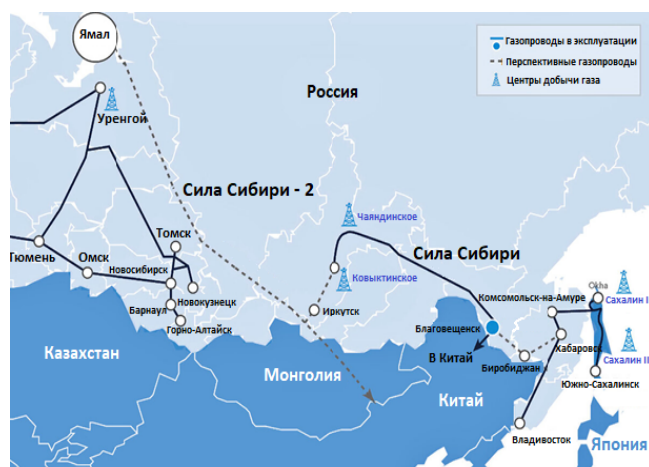 Ямал
Газопроводы в эксплуатации
Перспективные газопроводы
Центры добычи газа
Россия
Уренгой
Сила Сибири - 2
Чаяндинское
Томск
Сила Сибири
Тюмень
Омск
Новосибирск
Ковыктинское
Okha
Новокузнецк
Комсомольск-на-Амуре
Сахалин I
Барнаул
Иркутск
Горно-Алтайск
Благовещенск
Хабаровск
Казахстан
В Китай
Сахалин II
Монголия
Биробиджан
Китай
Южно-Сахалинск
Владивосток
Япония